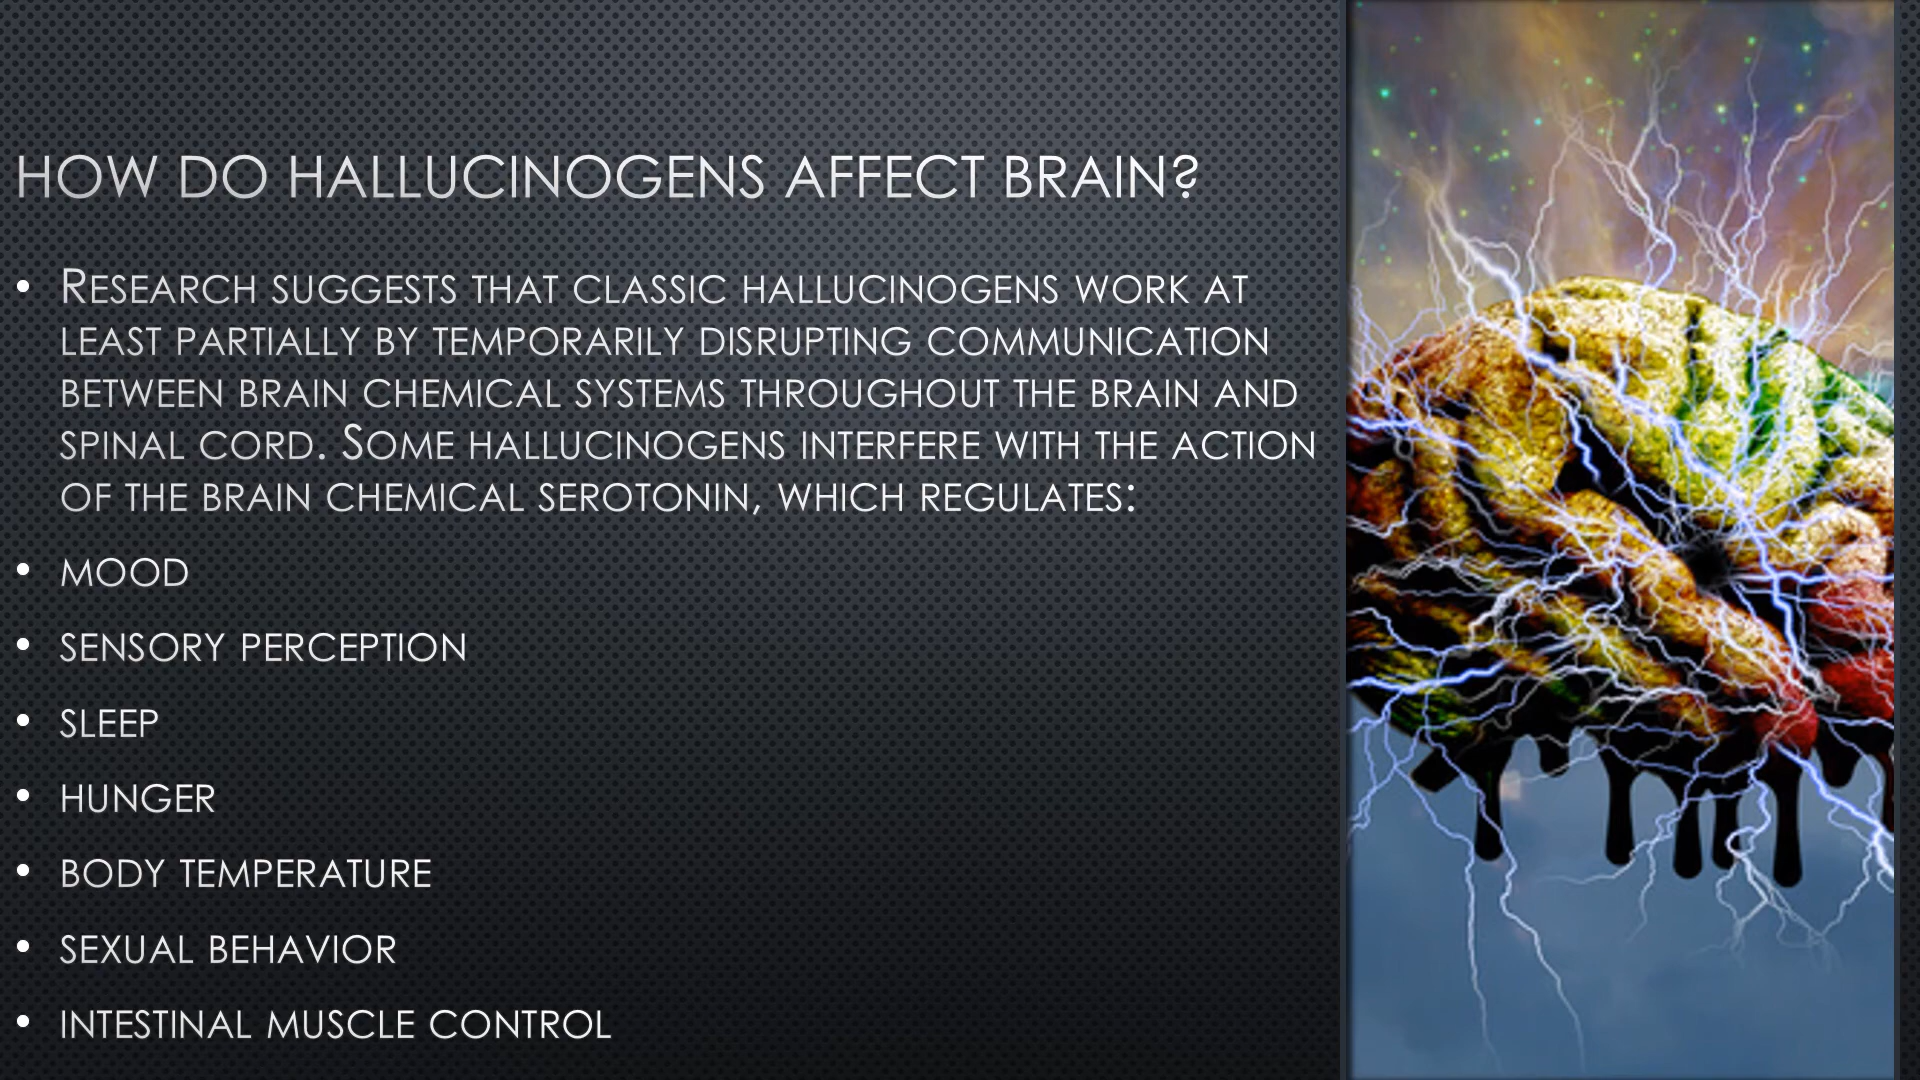 HOW DO HALLUCINOGENS AFFECT BRAIN?
• RESEARCH SUGGESTS THAT CLASSIC HALLUCINOGENS WORK AT
LEAST PARTIALLY BY TEMPORARILY DISRUPTING COMMUNICATION
BETWEEN BRAIN CHEMICAL SYSTEMS THROUGHOUT THE BRAIN AND
SPINAL CORD. SOME HALLUCINOGENS INTERFERE WITH THE ACTION
OF THE BRAIN CHEMICAL SEROTONIN, WHICH REGULATES:
• MOOD
• SENSORY PERCEPTION
• SLEEP
• HUNGER
• BODY TEMPERATURE
• SEXUAL BEHAVIOR
• INTESTINAL MUSCLE CONTROL